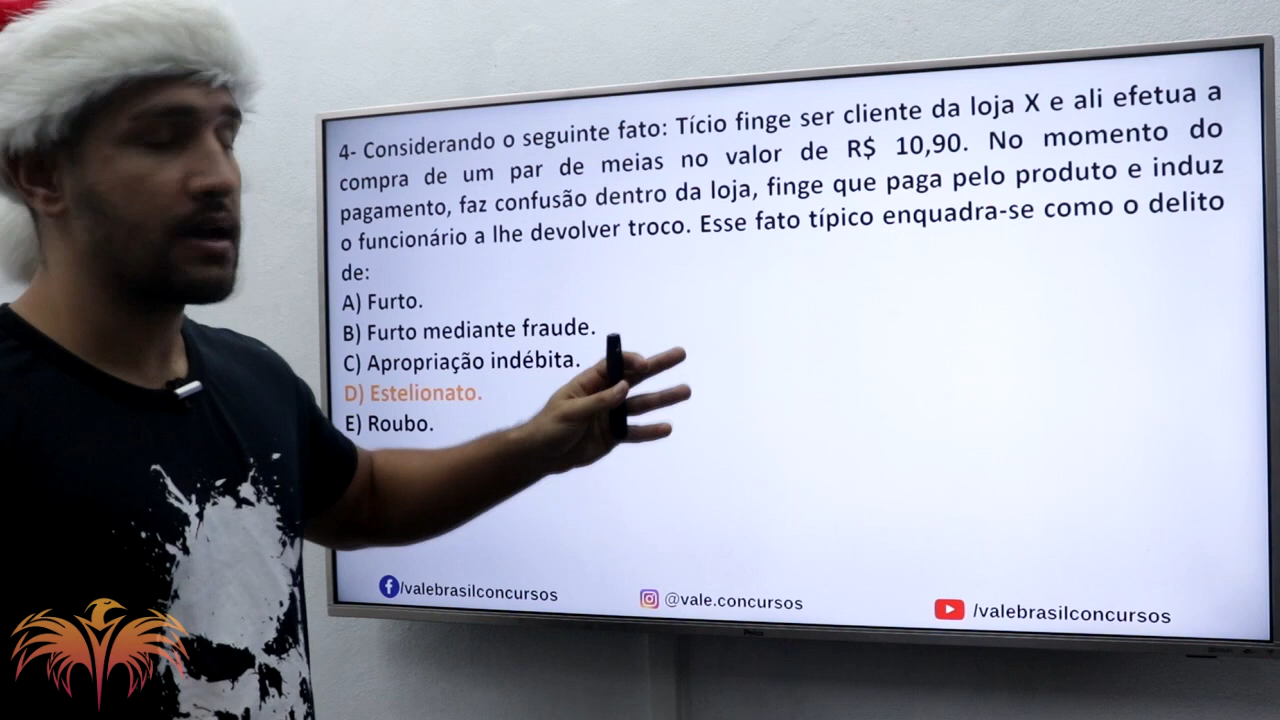 4- Considerando o seguinte fato: Tício finge ser cliente da loja X e ali efetua a
compra de um par de meias no valor de R$ 10,90. No momento do
pagamento, faz confusão dentro da loja, finge que paga pelo produto e induz
o funcionário a lhe devolver troco. Esse fato típico enquadra-se como o delito
de:
A) Furto.
B) Furto mediante fraude.
C) Apropriação indébita.
D) Estelionato.
E) Roubo.
/valebrasilconcursos
@vale.concursos
/valebrasilconcursos